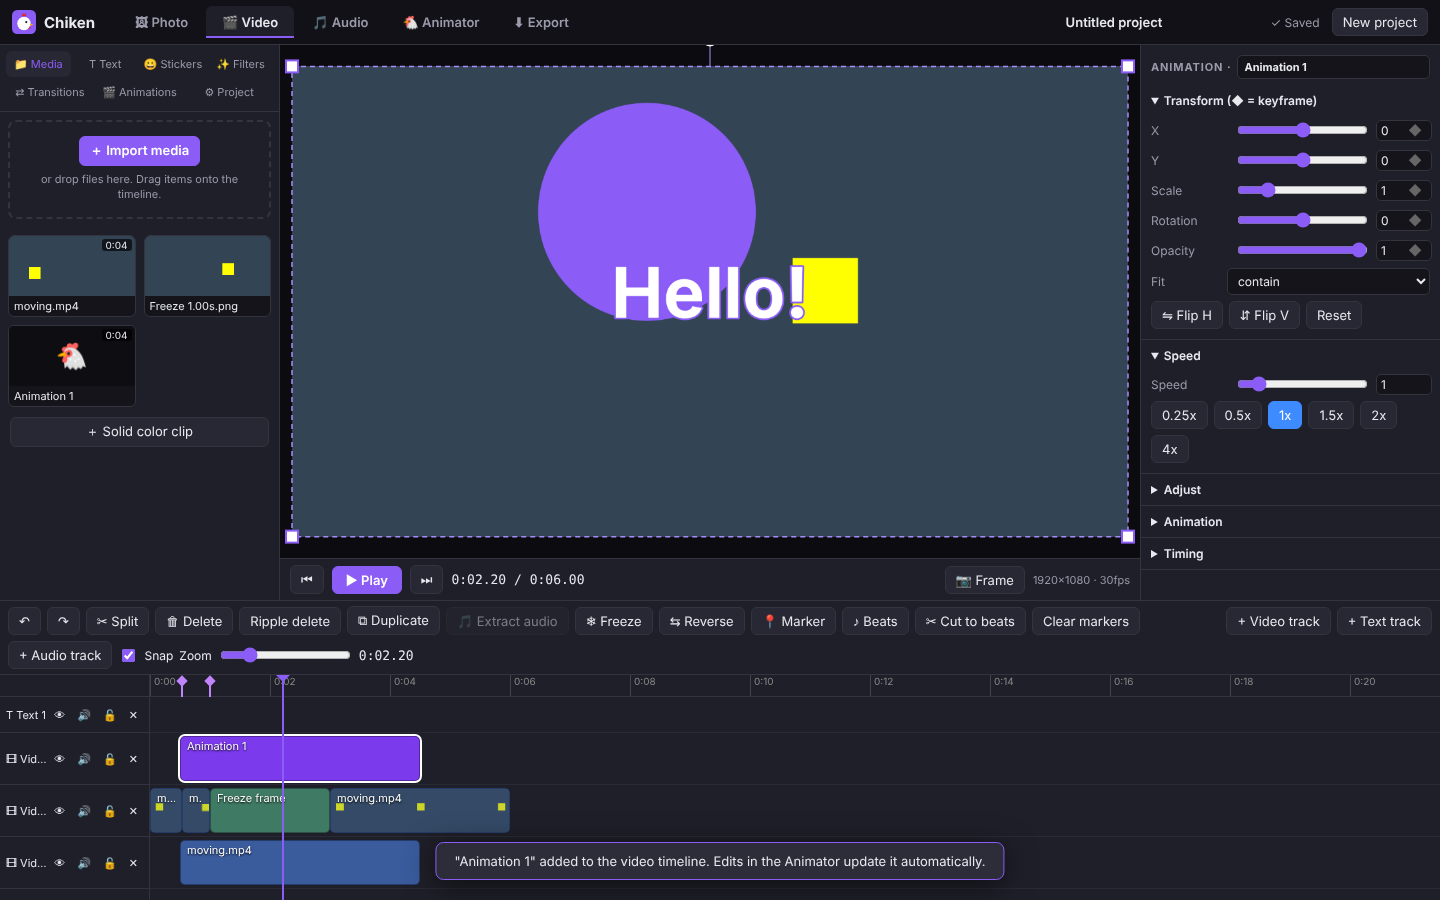 Chiken
Photo
Video
Audio
Animator
Export
Untitled project
✓ Saved
New project
Media
T Text
Stickers
Filters
Transitions
Animations
Project
+ Import media
or drop files here. Drag items onto the
timeline.
0:04
moving.mp4
Freeze 1.00s.png
0:04
Animation 1
+ Solid color clip
Hello!
Play
0:02.20 / 0:06.00
Frame
1920×1080 · 30fps
ANIMATION ·
Animation 1
Transform (◆ = keyframe)
X
0
Y
0
Scale
1
Rotation
0
Opacity
1
Fit
contain
Flip H
Flip V
Reset
Speed
Speed
1
0.25x
0.5x
1x
1.5x
2x
4x
Adjust
Animation
Timing
Split
Delete
Ripple delete
Duplicate
Extract audio
Freeze
Reverse
Marker
Beats
Cut to beats
Clear markers
+ Video track
+ Text track
+ Audio track
Snap
Zoom
0:02.20
0:00
0:02
0:04
0:06
0:08
0:10
0:12
0:14
0:16
0:18
0:20
T Text 1
Vid...
Animation 1
Vid...
m...
m.
Freeze frame
moving.mp4
Vid...
moving.mp4
"Animation 1" added to the video timeline. Edits in the Animator update it automatically.